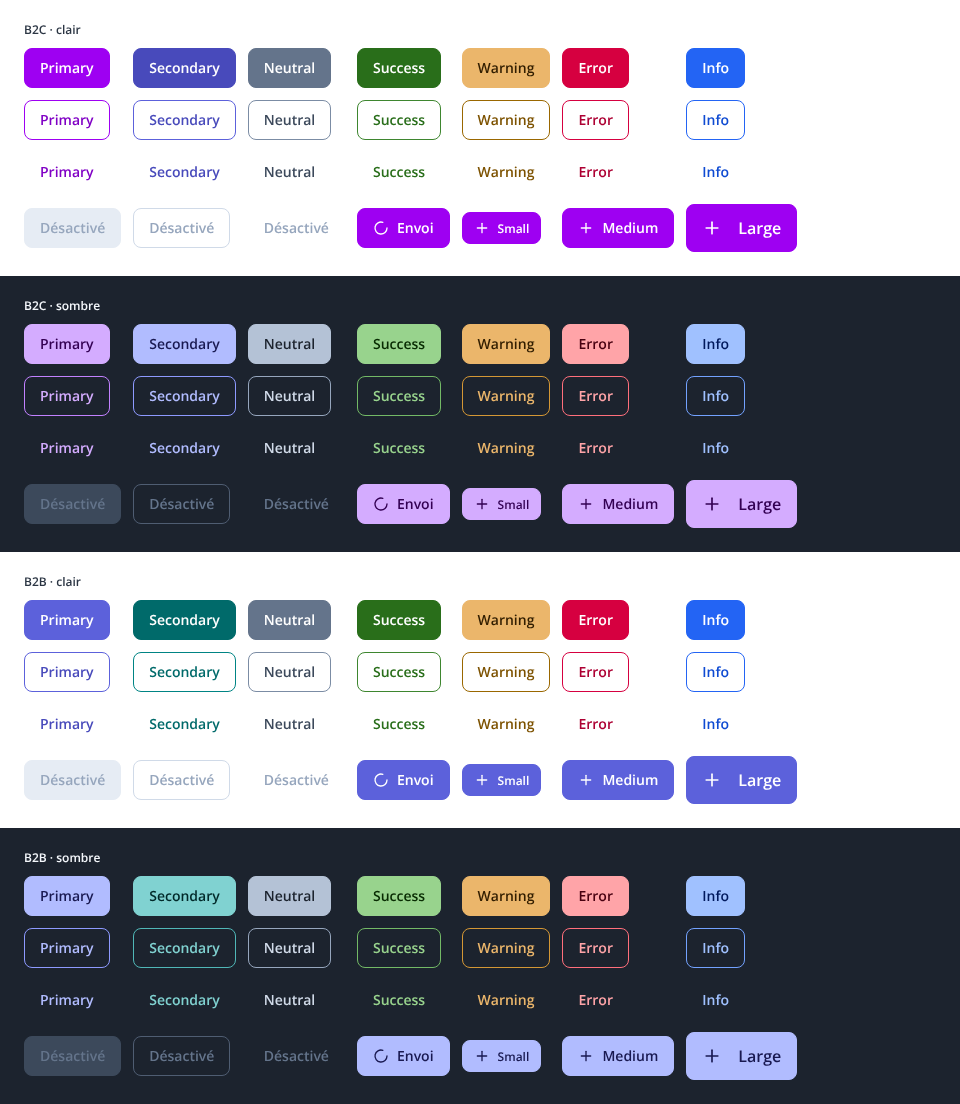 B2C · clair
Primary Secondary Neutral Success Warning Error Info
Primary Secondary Neutral Success Warning Error Info
Primary Secondary Neutral Success Warning Error Info
Désactivé Désactivé Désactivé Envoi Small Medium Large
B2C · sombre
Primary Secondary Neutral Success Warning Error Info
Primary Secondary Neutral Success Warning Error Info
Primary Secondary Neutral Success Warning Error Info
Désactivé Désactivé Désactivé Envoi Small Medium Large
B2B · clair
Primary Secondary Neutral Success Warning Error Info
Primary Secondary Neutral Success Warning Error Info
Primary Secondary Neutral Success Warning Error Info
Désactivé Désactivé Désactivé Envoi Small Medium Large
B2B · sombre
Primary Secondary Neutral Success Warning Error Info
Primary Secondary Neutral Success Warning Error Info
Primary Secondary Neutral Success Warning Error Info
Désactivé Désactivé Désactivé Envoi Small Medium Large